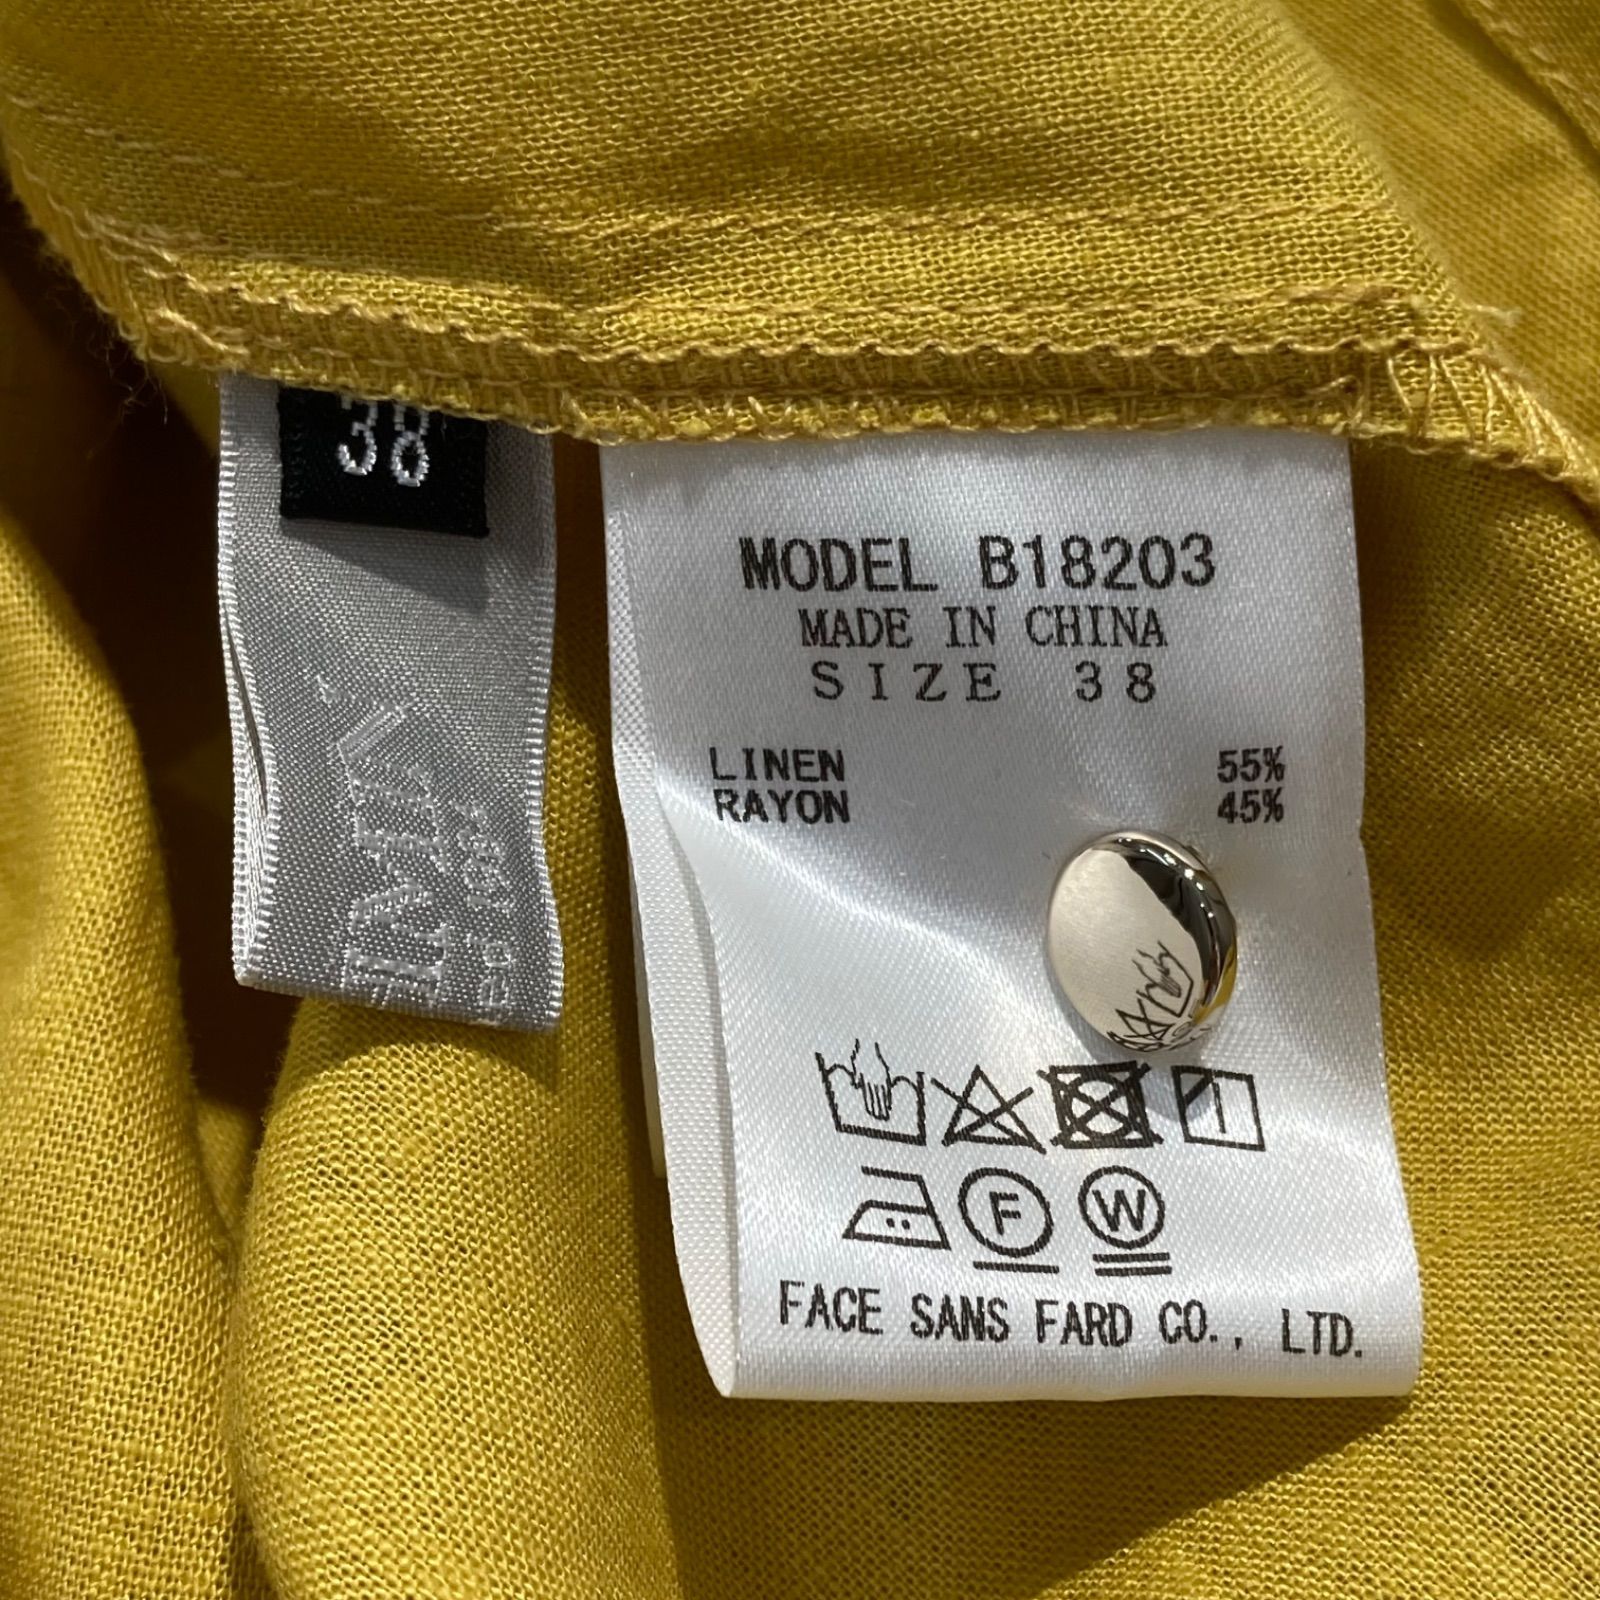 38
MODEL B18203
MADE IN CHINA
SIZE 38
LINEN 55%
RAYON 45%
F W
FACE SANS FARD CO., LTD.